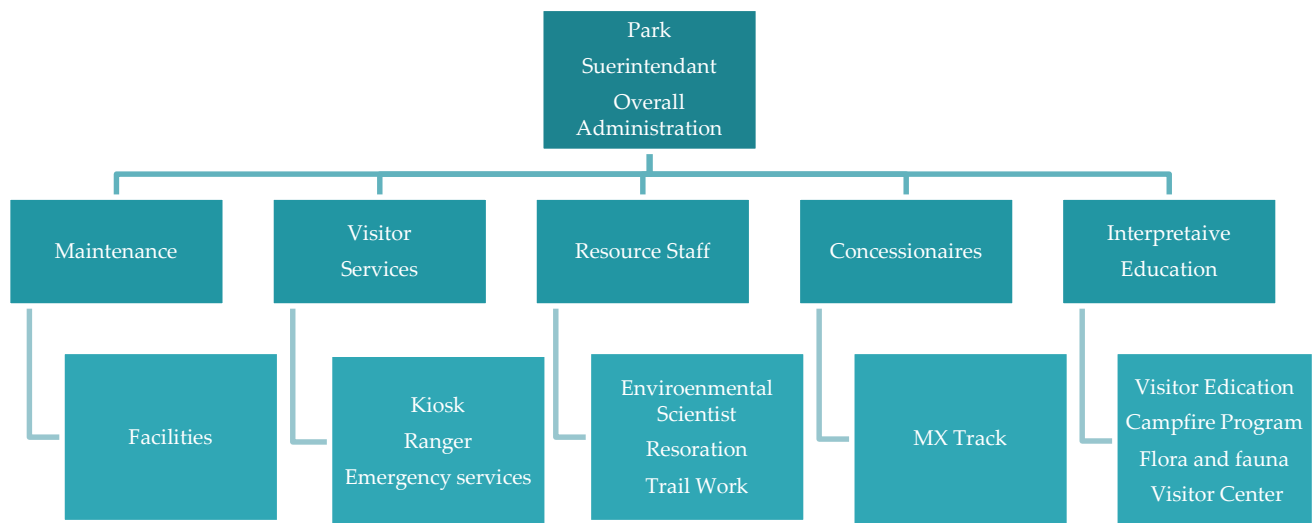 Park
Suerintendant
Overall
Administration
Maintenance
Visitor
Services
Resource Staff
Concessionaires
Interpretaive
Education
Facilities
Kiosk
Ranger
Emergency services
Enviroenmental
Scientist
Resoration
Trail Work
MX Track
Visitor Edication
Campfire Program
Flora and fauna
Visitor Center